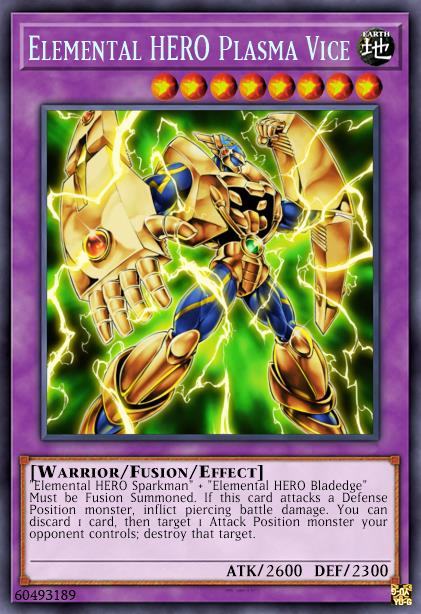 ELEMENTAL HERO PLASMA VICE
EARTH
地
[WARRIOR/FUSION/EFFECT]
"Elemental HERO Sparkman" + "Elemental HERO Bladedge"
Must be Fusion Summoned. If this card attacks a Defense
Position monster, inflict piercing battle damage. You can
discard 1 card, then target 1 Attack Position monster your
opponent controls; destroy that target.
ATK/2600 DEF/2300
60493189